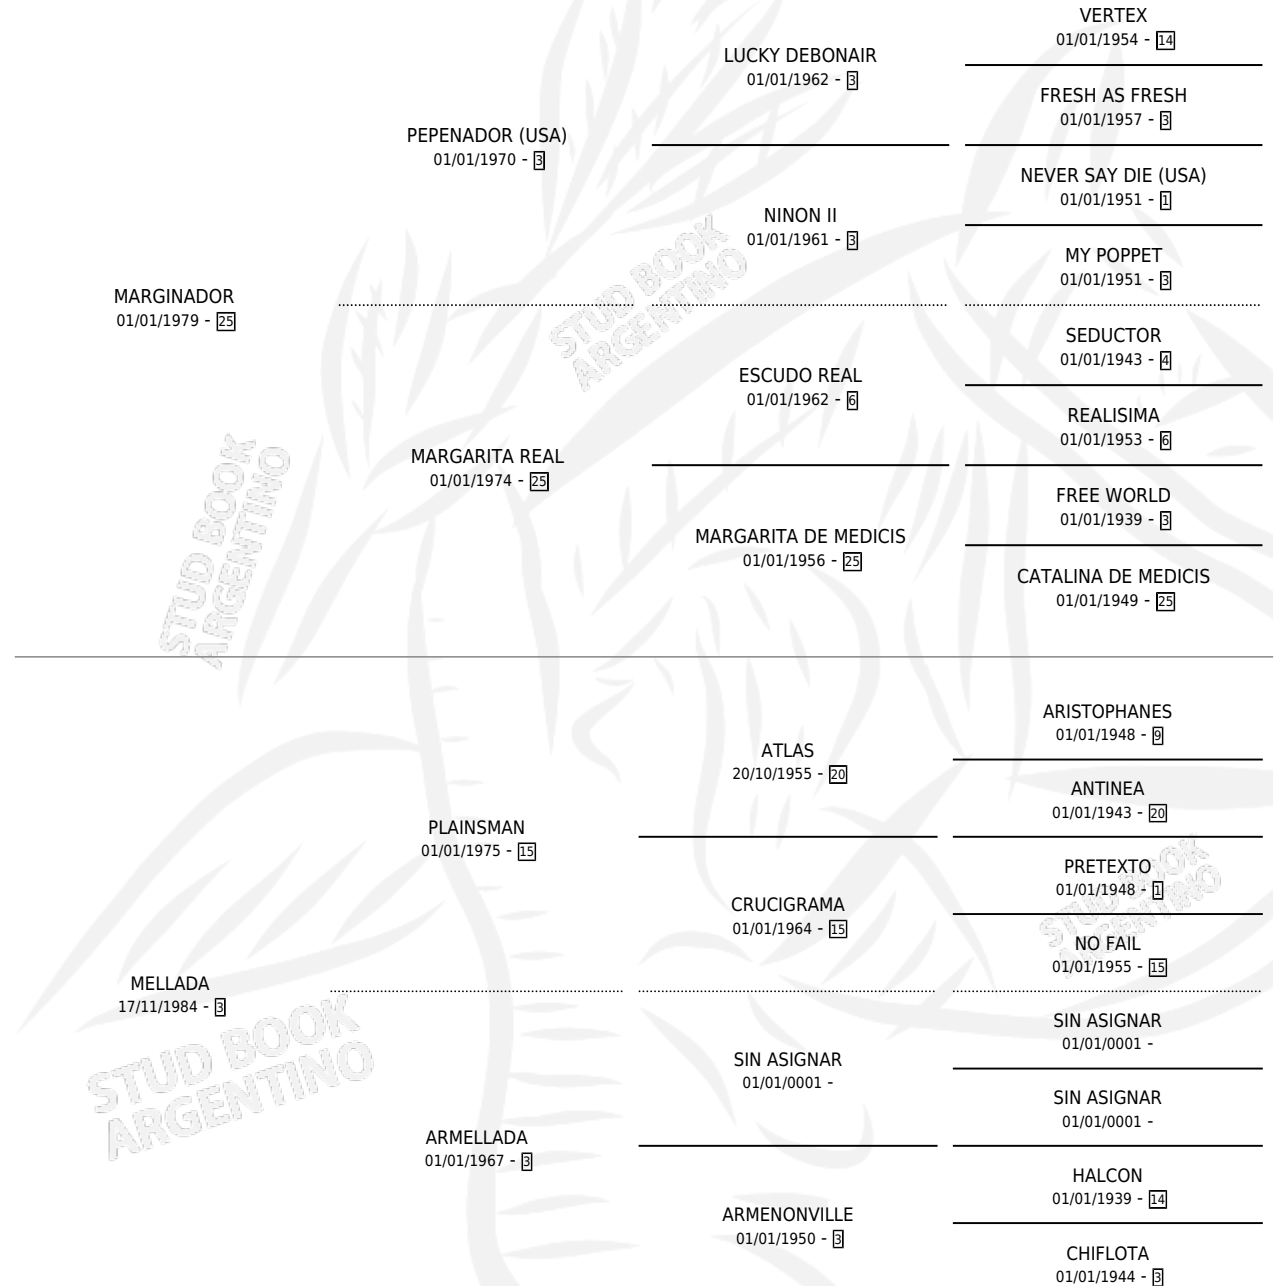 VERTEX
01/01/1954 - 14
LUCKY DEBONAIR
01/01/1962 - 3
FRESH AS FRESH
01/01/1957 - 3
PEPENADOR (USA)
01/01/1970 - 3
NEVER SAY DIE (USA)
01/01/1951 - 1
NINON II
01/01/1961 - 3
MY POPPET
01/01/1951 - 3
MARGINADOR
01/01/1979 - 25
STUD BOOK
ARGENTINO
SEDUCTOR
01/01/1943 - 4
ESCUDO REAL
01/01/1962 - 6
REALISIMA
01/01/1953 - 6
MARGARITA REAL
01/01/1974 - 25
FREE WORLD
01/01/1939 - 3
MARGARITA DE MEDICIS
01/01/1956 - 25
CATALINA DE MEDICIS
01/01/1949 - 25
STUD BOOK
ARGENTINO
ARISTOPHANES
01/01/1948 - 9
ATLAS
20/10/1955 - 20
ANTINEA
01/01/1943 - 20
PLAINSMAN
01/01/1975 - 15
PRETEXTO
01/01/1948 - 1
CRUCIGRAMA
01/01/1964 - 15
STUD BOOK
ARGENTINO
NO FAIL
01/01/1955 - 15
MELLADA
17/11/1984 - 3
SIN ASIGNAR
01/01/0001 -
SIN ASIGNAR
01/01/0001 -
STUD BOOK
ARGENTINO
SIN ASIGNAR
01/01/0001 -
ARMELLADA
01/01/1967 - 3
HALCON
01/01/1939 - 14
ARMENONVILLE
01/01/1950 - 3
CHIFLOTA
01/01/1944 - 3